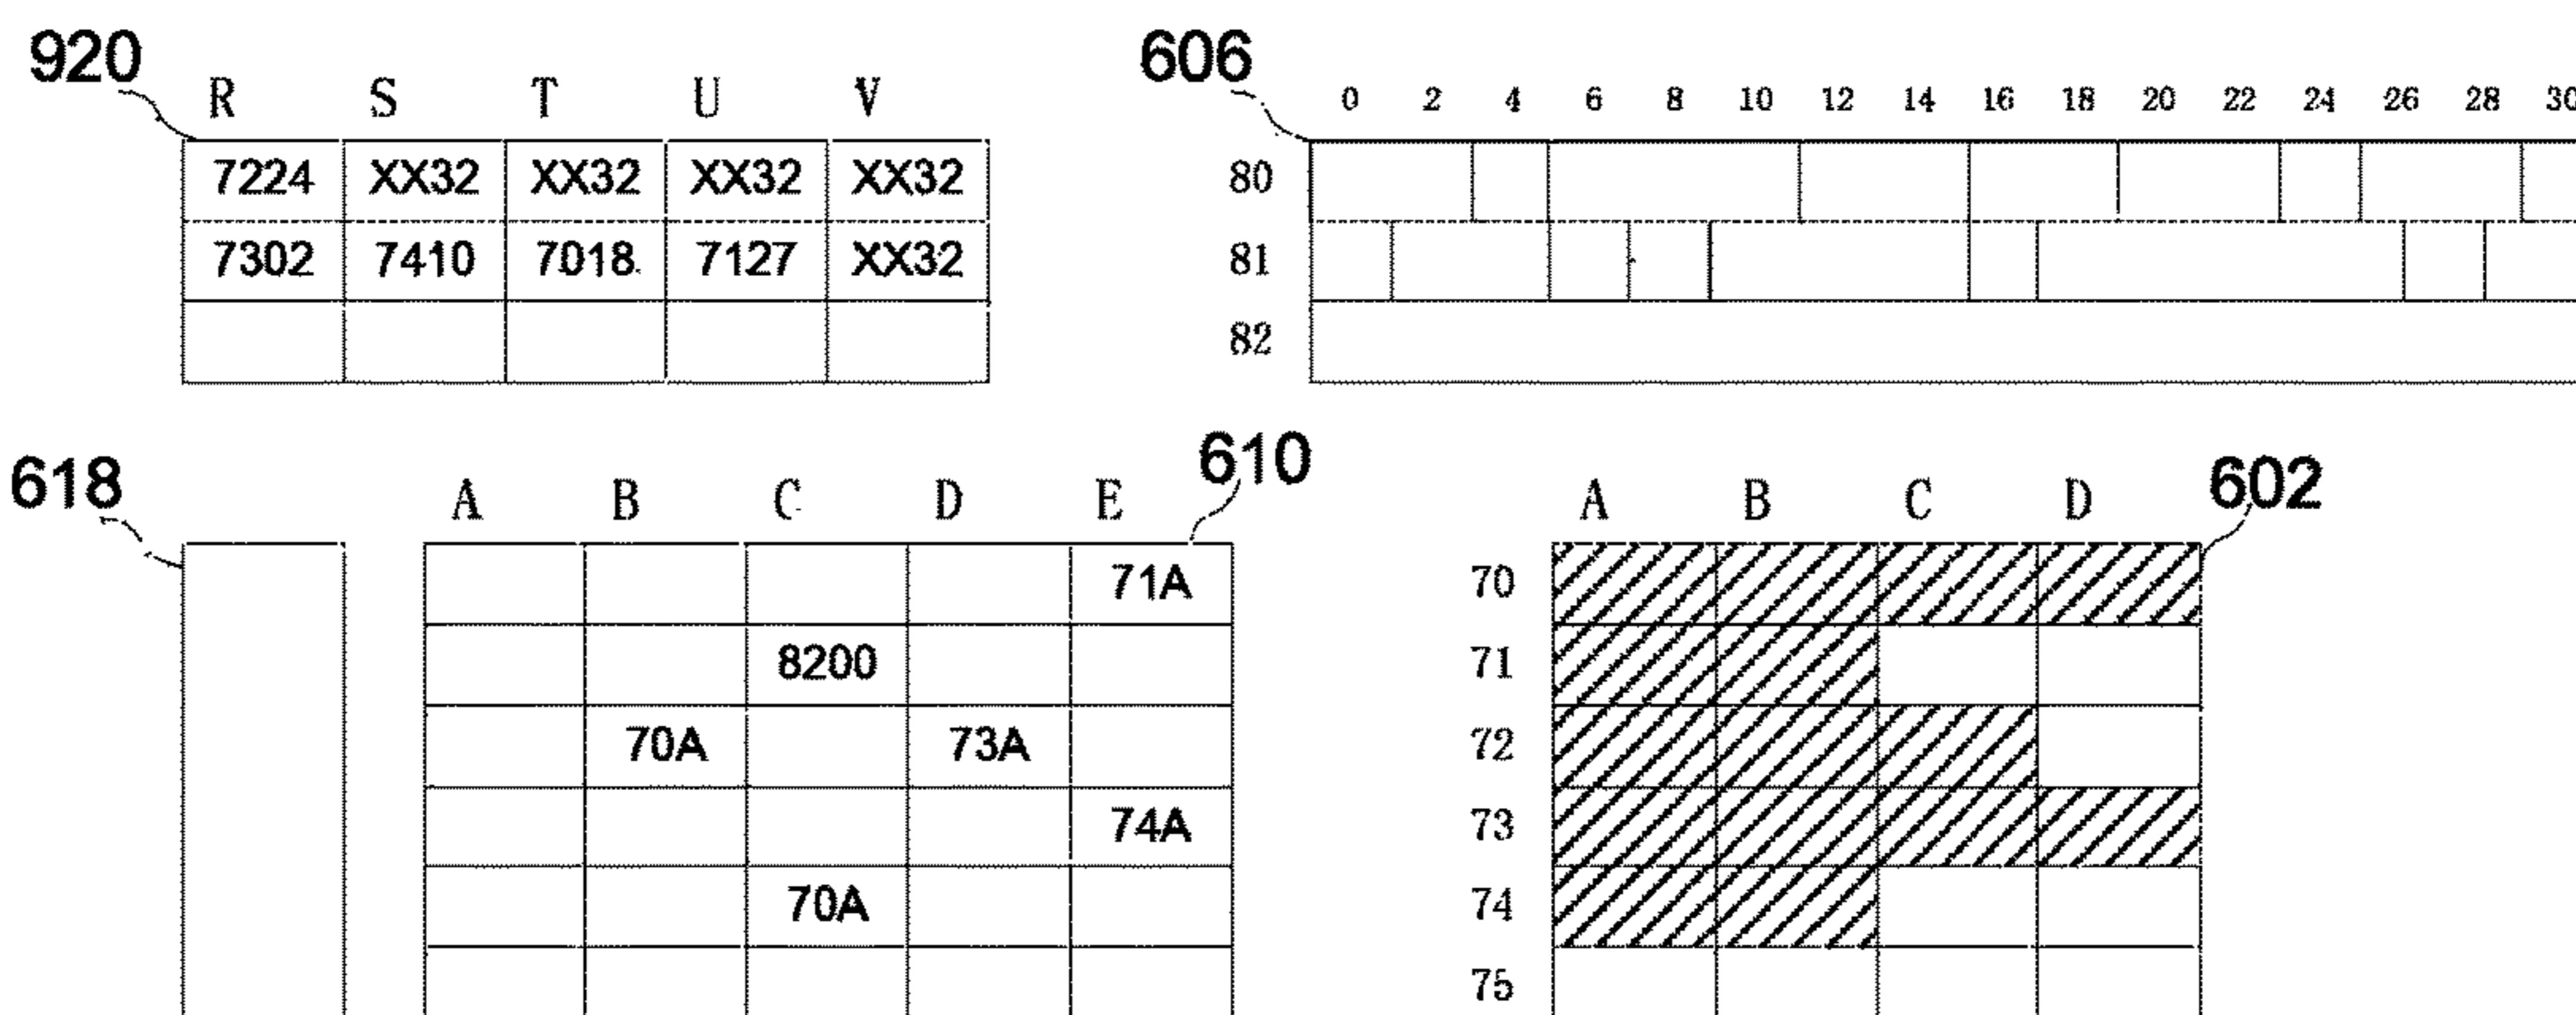 920 606
R S T U V 0 2 4 6 8 10 12 14 16 18 20 22 24 26 28 30
7224 XX32 XX32 XX32 XX32 80
7302 7410 7018 7127 XX32 81
82
618 610 602
A B C D E A B C D
71A 70
8200 71
70A 73A 72
74A 73
70A 74
75